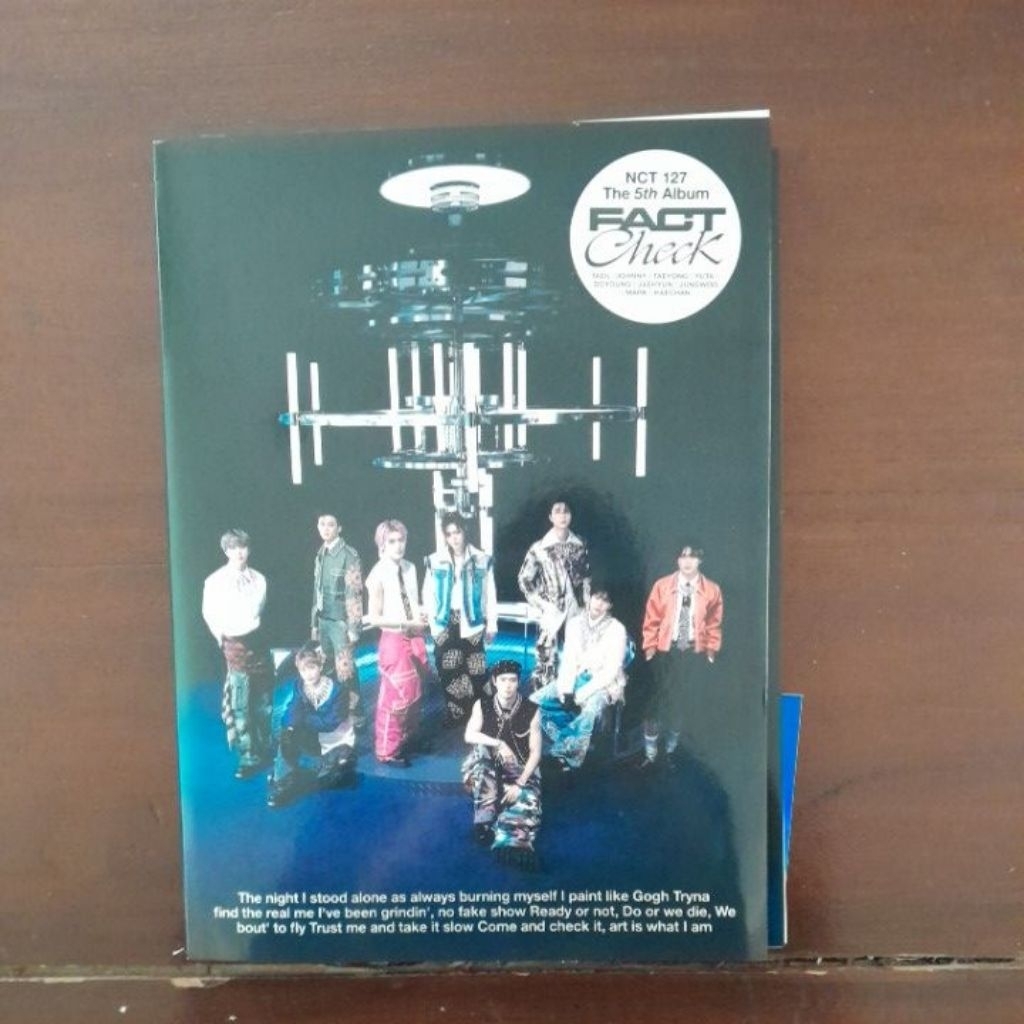 NCT 127
The 5th Album
FACT
Check
TAEIL JOHNNY TAEYONG YUTA
DOYOUNG JAEHYUN JUNGWOO
MARK HAECHAN
The night I stood alone as always burning myself I paint like Gogh Tryna
find the real me I've been grindin', no fake show Ready or not, Do or we die, We
bout' to fly Trust me and take it slow Come and check it, art is what I am